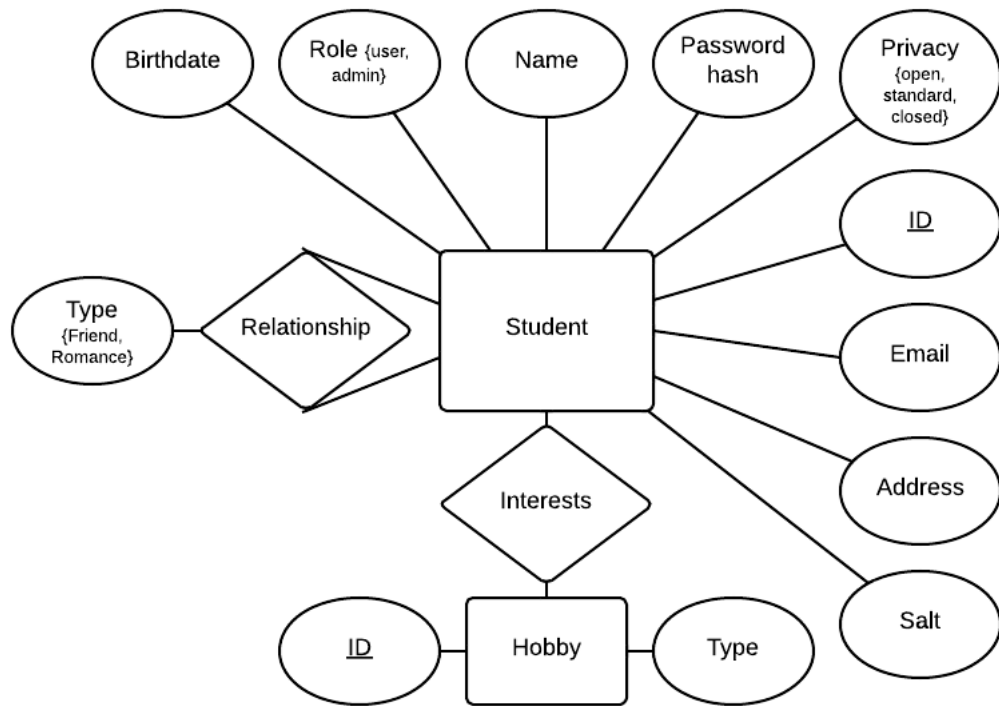 Birthdate
Role {user,
admin}
Name
Password
hash
Privacy
{open,
standard,
closed}
ID
Type
{Friend,
Romance}
Relationship
Student
Email
Address
Interests
Salt
ID
Hobby
Type